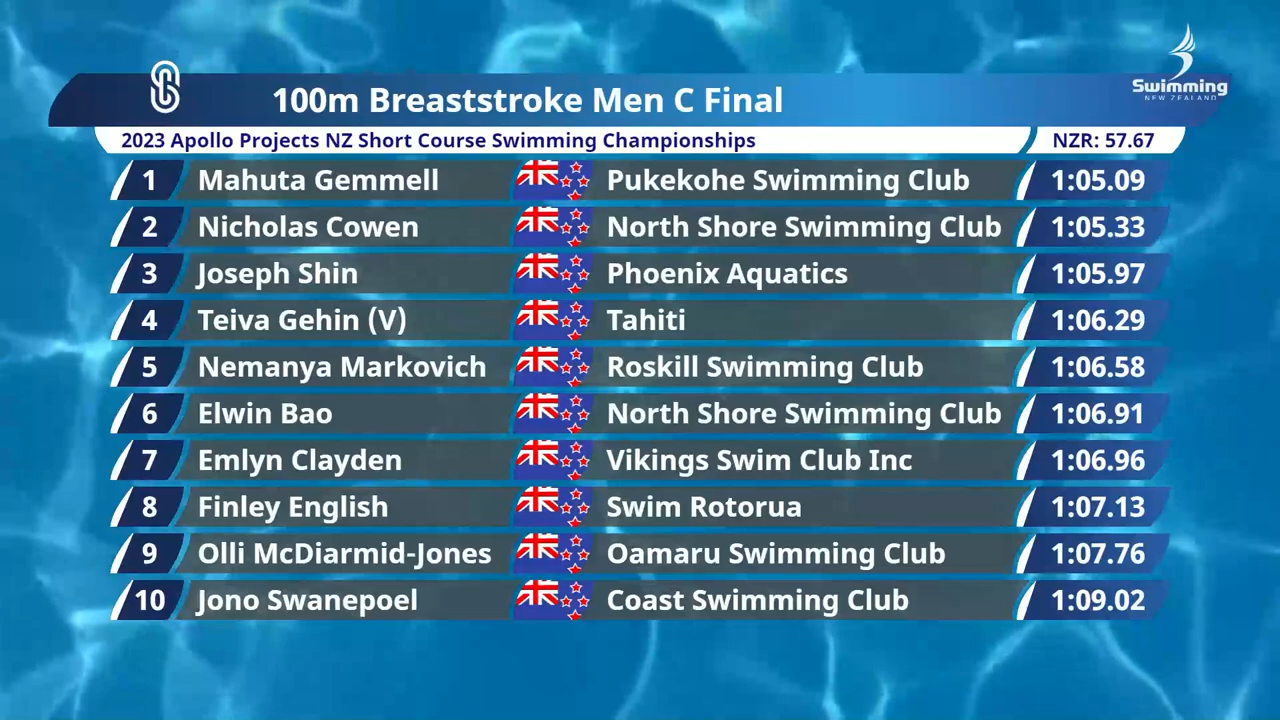 100m Breaststroke Men C Final
Swimming
NEW ZEALAND
2023 Apollo Projects NZ Short Course Swimming Championships NZR: 57.67
1 Mahuta Gemmell Pukekohe Swimming Club 1:05.09
2 Nicholas Cowen North Shore Swimming Club 1:05.33
3 Joseph Shin Phoenix Aquatics 1:05.97
4 Teiva Gehin (V) Tahiti 1:06.29
5 Nemanya Markovich Roskill Swimming Club 1:06.58
6 Elwin Bao North Shore Swimming Club 1:06.91
7 Emlyn Clayden Vikings Swim Club Inc 1:06.96
8 Finley English Swim Rotorua 1:07.13
9 Olli McDiarmid-Jones Oamaru Swimming Club 1:07.76
10 Jono Swanepoel Coast Swimming Club 1:09.02